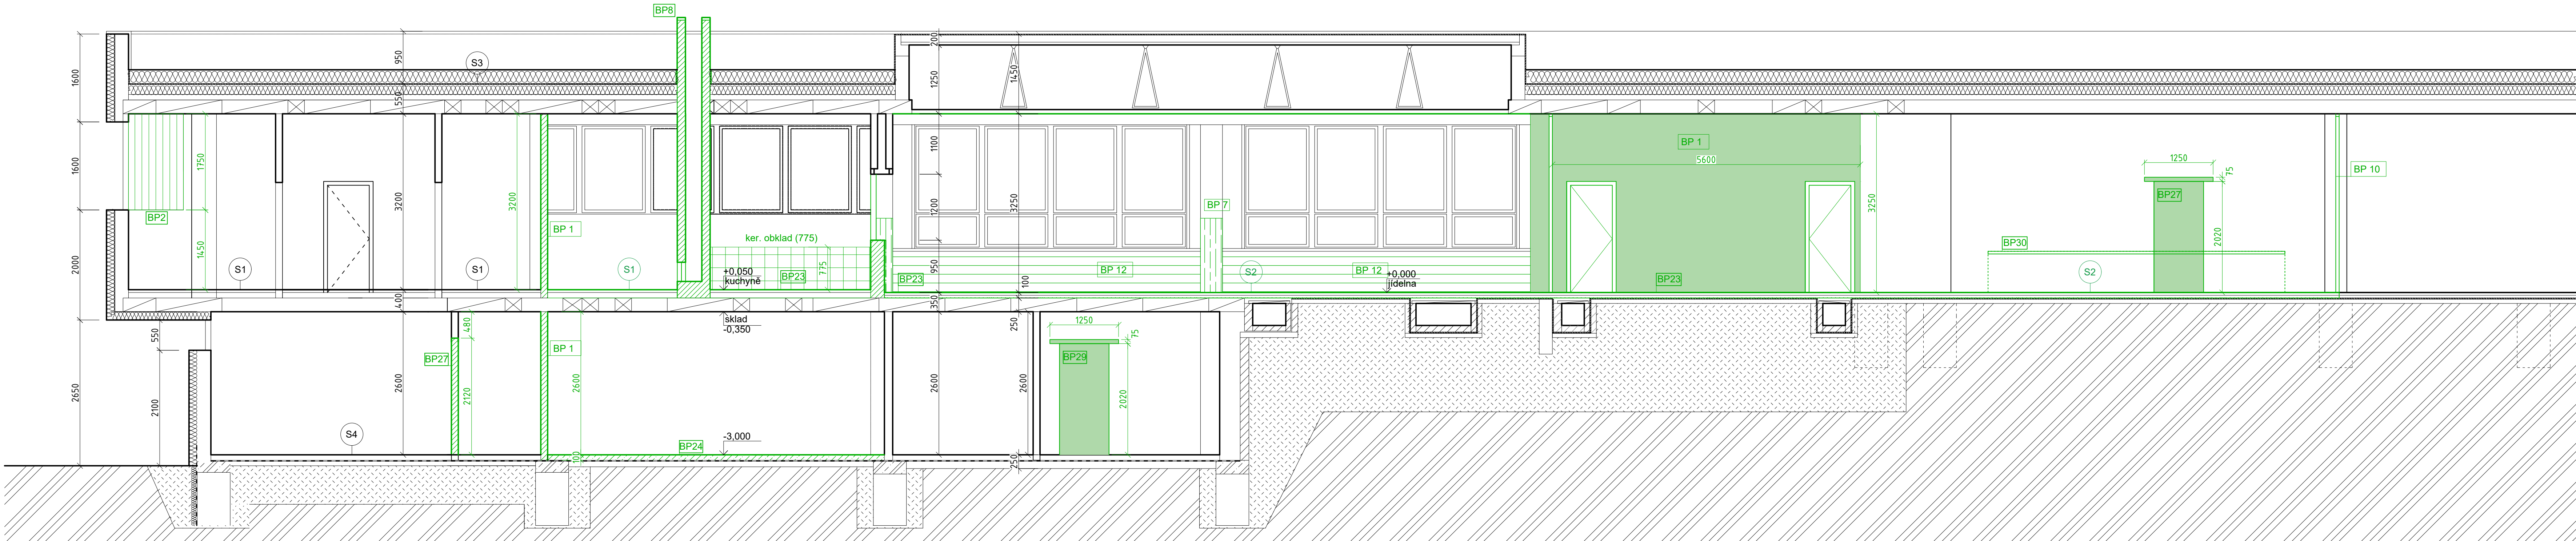 BP8
1600
950
S3
550
200
1250
1450
1600
1750
3200
3200
1100
BP 1
5600
1250
75
BP27
BP 10
BP2
1450
BP 1
ker. obklad (775)
1200
3250
BP 7
3250
2020
BP30
2000
S1
S1
S1
+0,050
kuchyně
BP23
775
BP23
950
100
BP 12
S2
BP 12
+0,000
jídelna
BP23
S2
400
350
sklad
-0,350
550
480
BP27
BP 1
250
1250
75
BP29
2650
2100
2600
2120
2600
2600
2600
2020
S4
BP24
-3,000
100
250